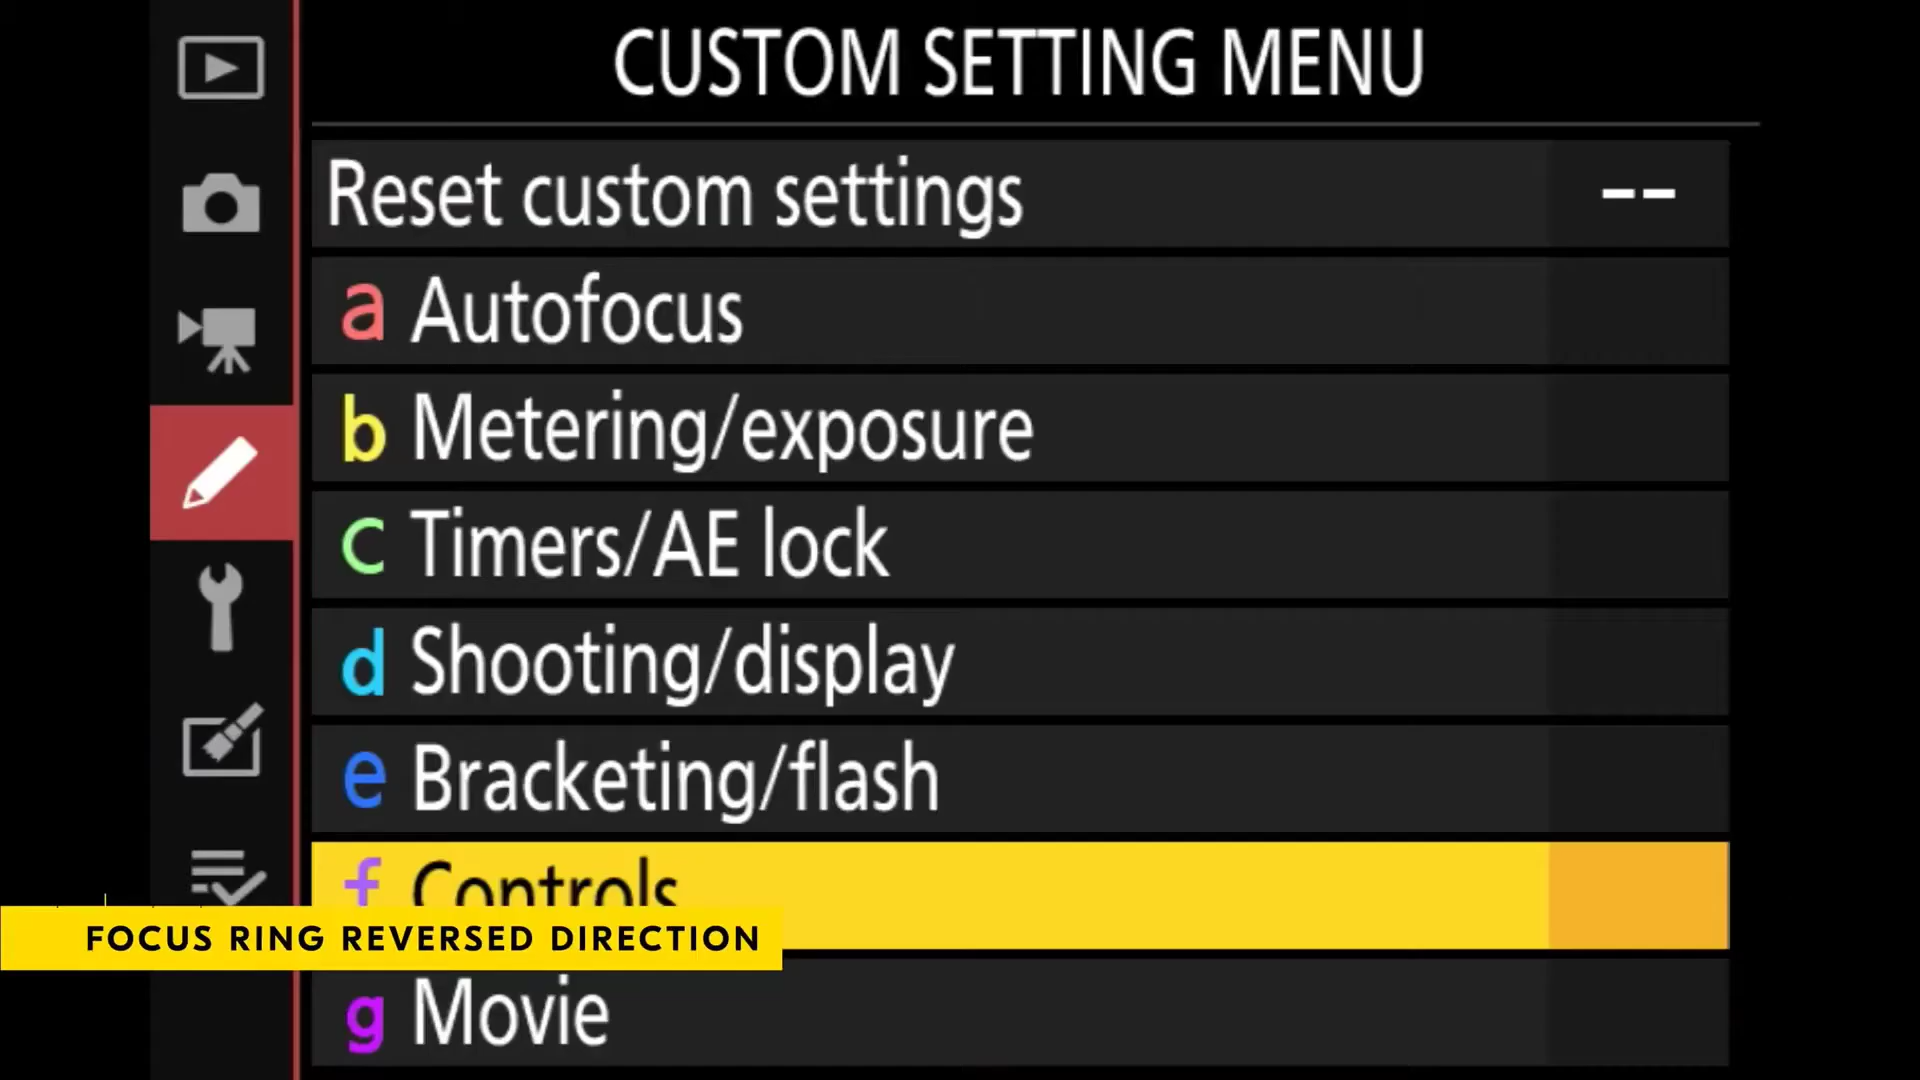 CUSTOM SETTING MENU
Reset custom settings --
a Autofocus
b Metering/exposure
c Timers/AE lock
d Shooting/display
e Bracketing/flash
f Controls
FOCUS RING REVERSED DIRECTION
g Movie